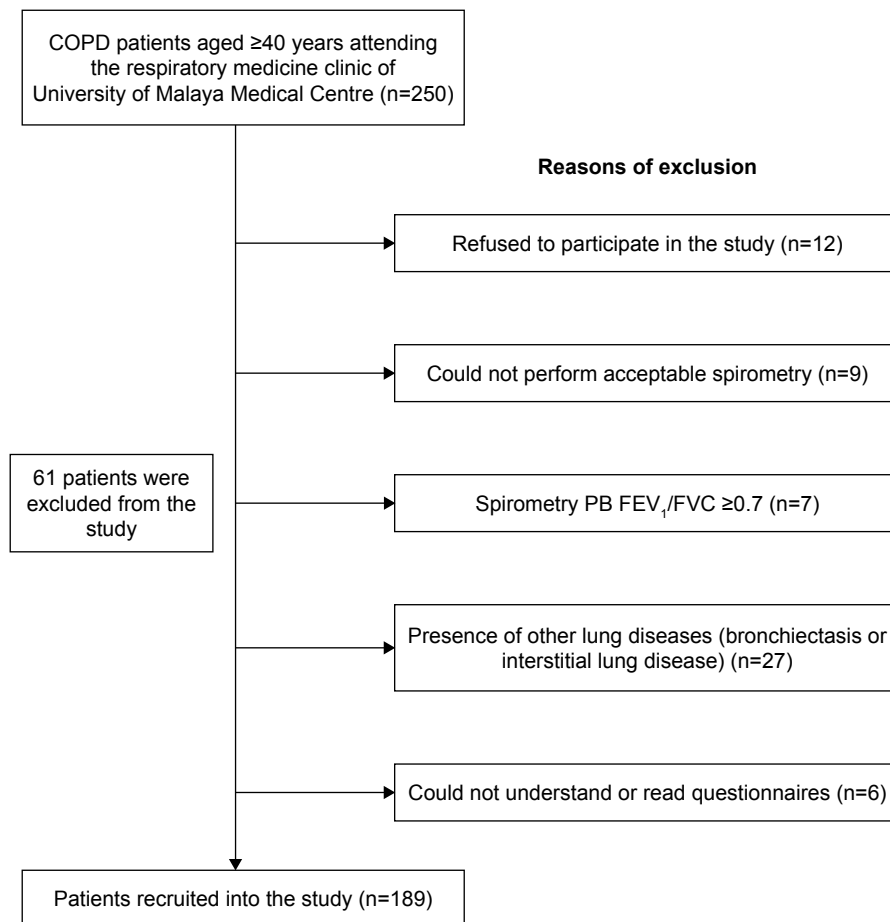 COPD patients aged ≥40 years attending
the respiratory medicine clinic of
University of Malaya Medical Centre (n=250)
Reasons of exclusion
Refused to participate in the study (n=12)
Could not perform acceptable spirometry (n=9)
61 patients were
excluded from the
study
Spirometry PB FEV₁/FVC ≥0.7 (n=7)
Presence of other lung diseases (bronchiectasis or
interstitial lung disease) (n=27)
Could not understand or read questionnaires (n=6)
Patients recruited into the study (n=189)